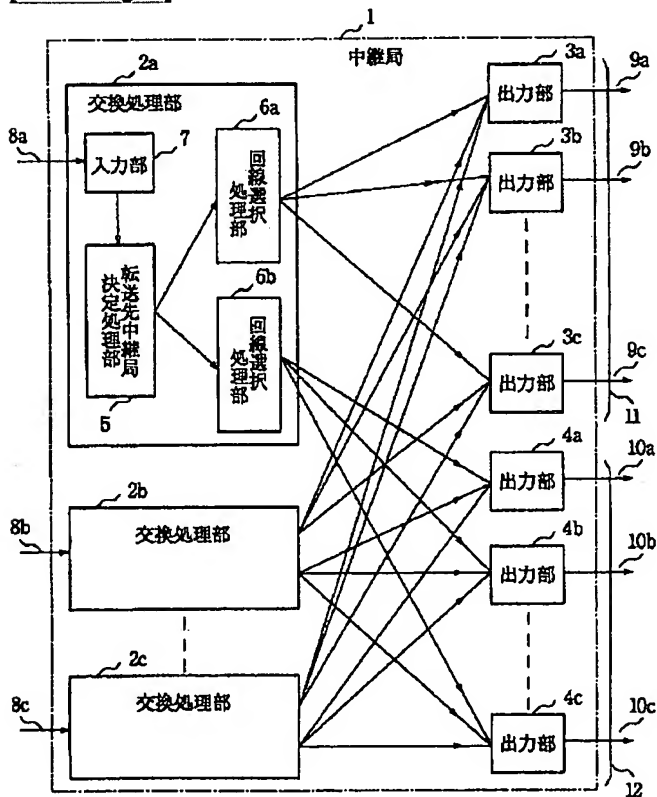 1
中継局
2a
交換処理部
8a
7
入力部
転送先中継局
決定処理部
5
6a
回線選択
処理部
6b
回線選択
処理部
3a
出力部
9a
3b
出力部
9b
3c
出力部
9c
11
4a
出力部
10a
2b
交換処理部
8b
4b
出力部
10b
2c
交換処理部
8c
4c
出力部
10c
12